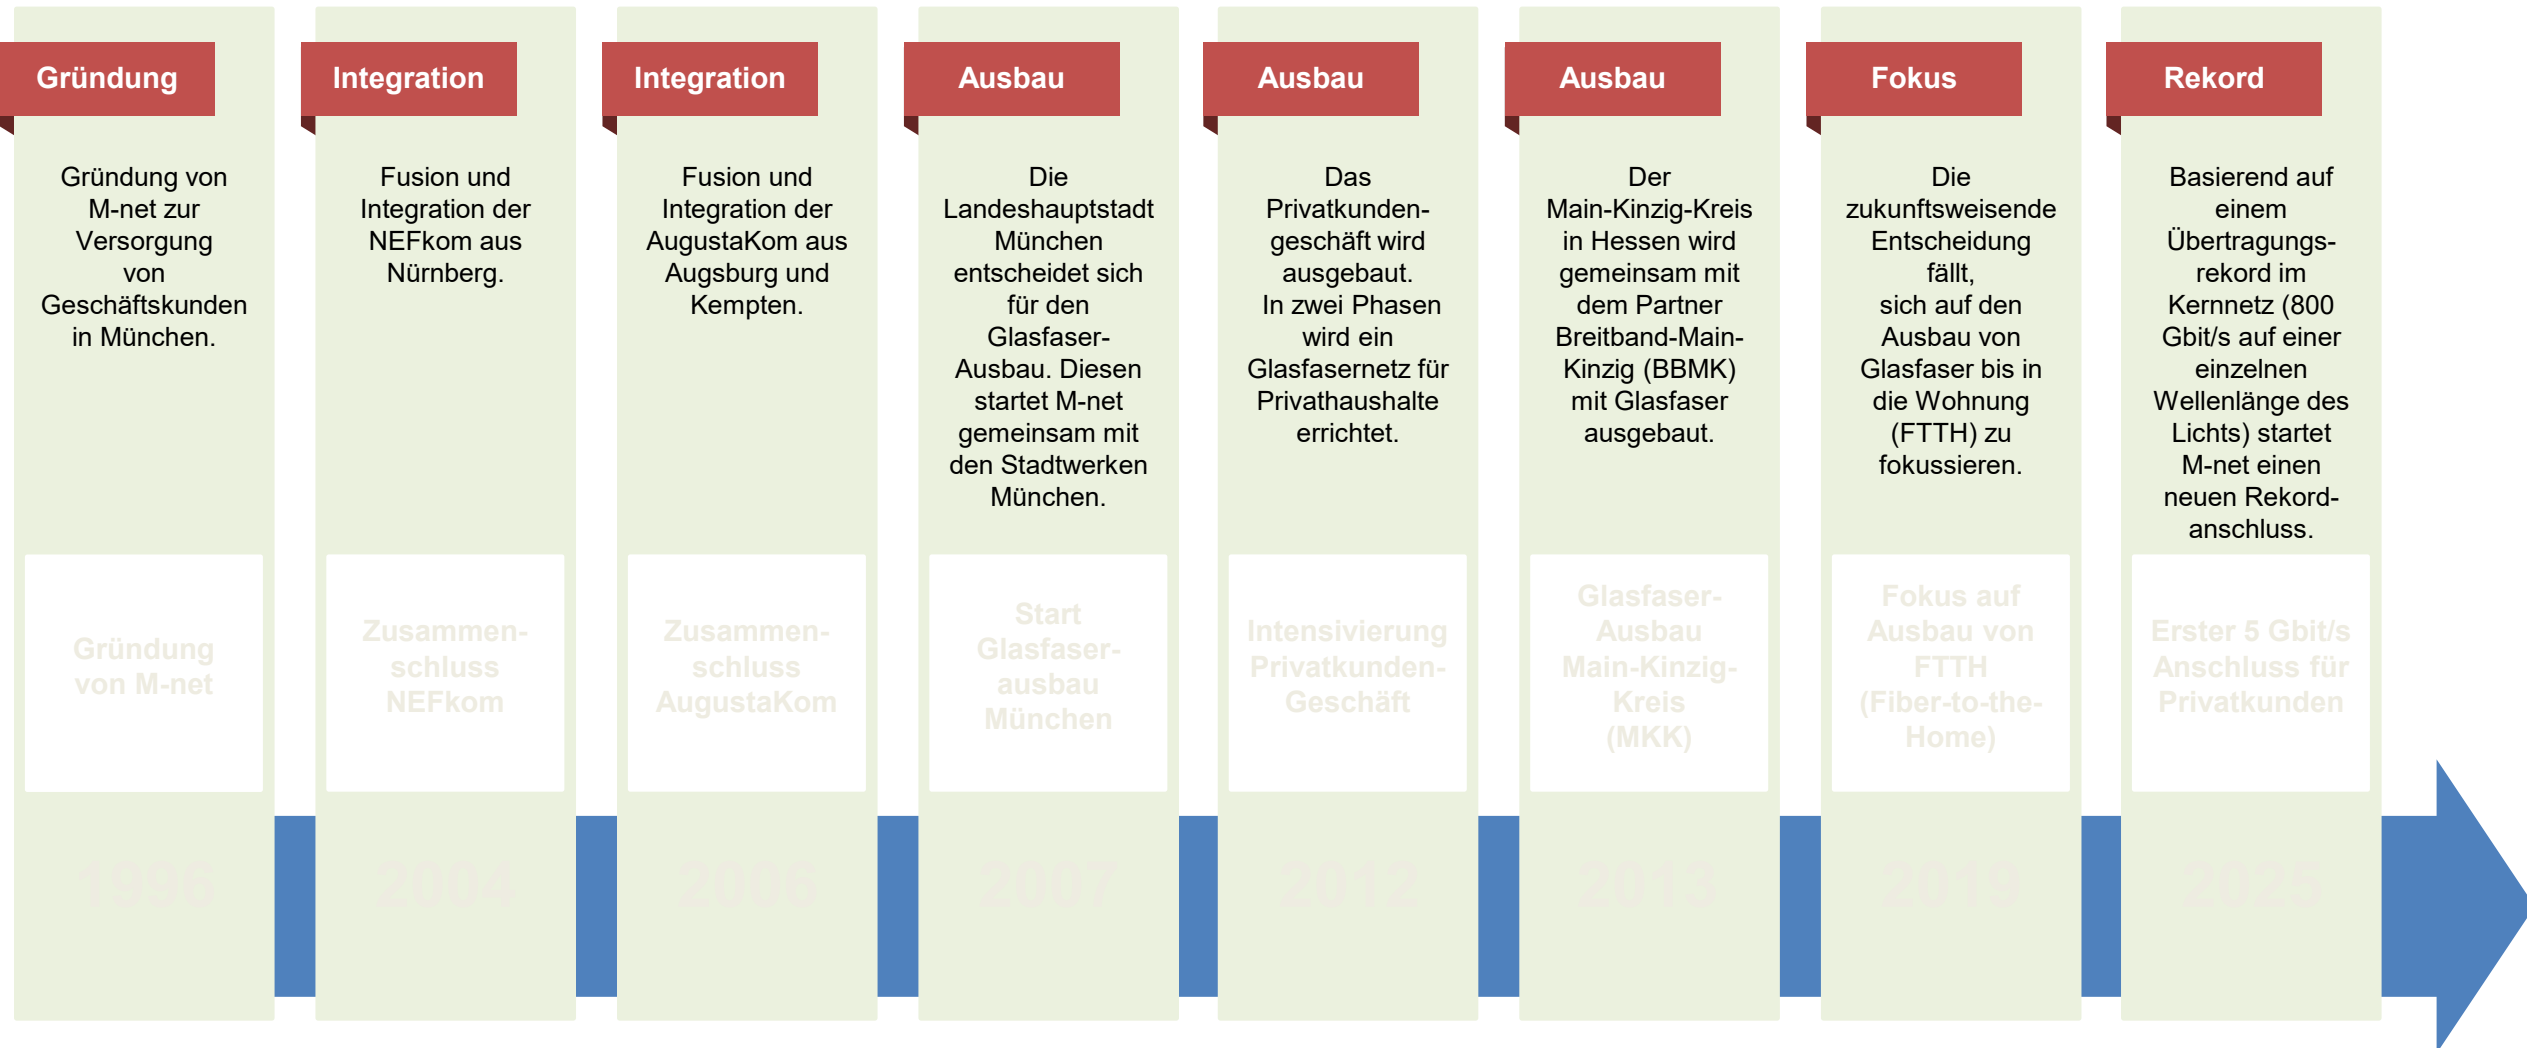 Gründung
Gründung von
M-net zur
Versorgung
von
Geschäftskunden
in München.
Gründung
von M-net
1996
Integration
Fusion und
Integration der
NEFkom aus
Nürnberg.
Zusammen-
schluss
NEFkom
2004
Integration
Fusion und
Integration der
AugustaKom aus
Augsburg und
Kempten.
Zusammen-
schluss
AugustaKom
2006
Ausbau
Die
Landeshauptstadt
München
entscheidet sich
für den
Glasfaser-
Ausbau. Diesen
startet M-net
gemeinsam mit
den Stadtwerken
München.
Start
Glasfaser-
ausbau
München
2007
Ausbau
Das
Privatkunden-
geschäft wird
ausgebaut.
In zwei Phasen
wird ein
Glasfasernetz für
Privathaushalte
errichtet.
Intensivierung
Privatkunden-
Geschäft
2012
Ausbau
Der
Main-Kinzig-Kreis
in Hessen wird
gemeinsam mit
dem Partner
Breitband-Main-
Kinzig (BBMK)
mit Glasfaser
ausgebaut.
Glasfaser-
Ausbau
Main-Kinzig-
Kreis
(MKK)
2013
Fokus
Die
zukunftsweisende
Entscheidung
fällt,
sich auf den
Ausbau von
Glasfaser bis in
die Wohnung
(FTTH) zu
fokussieren.
Fokus auf
Ausbau von
FTTH
(Fiber-to-the-
Home)
2019
Rekord
Basierend auf
einem
Übertragungs-
rekord im
Kernnetz (800
Gbit/s auf einer
einzelnen
Wellenlänge des
Lichts) startet
M-net einen
neuen Rekord-
anschluss.
Erster 5 Gbit/s
Anschluss für
Privatkunden
2025